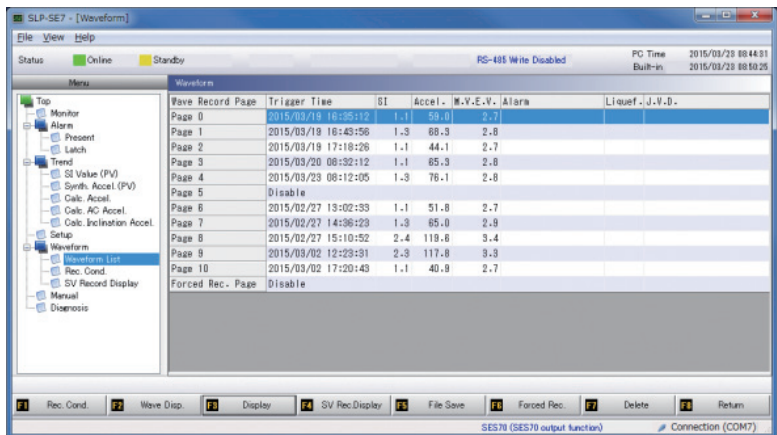 SLP-SE7 - [Waveform]
File View Help
Status Online Standby RS-485 Write Disabled PC Time 2015/03/23 08:44:31
Built-in 2015/03/23 08:50:25
Menu Waveform
Top
Monitor
Alarm
Present
Latch
Trend
SI Value (PV)
Synth. Accel. (PV)
Calc. Accel.
Calc. AC Accel.
Calc. Inclination Accel.
Setup
Waveform
Waveform List
Rec. Cond.
SV Record Display
Manual
Diagnosis
Wave Record Page Trigger Time SI Accel. M.V.E.V. Alarm Liquef. J.V.D.
Page 0 2015/03/19 16:35:12 1.1 59.0 2.7
Page 1 2015/03/19 16:43:56 1.3 68.3 2.8
Page 2 2015/03/19 17:18:26 1.1 44.1 2.7
Page 3 2015/03/20 08:32:12 1.1 65.3 2.8
Page 4 2015/03/23 08:12:05 1.3 76.1 2.8
Page 5 Disable
Page 6 2015/02/27 13:02:33 1.1 51.8 2.7
Page 7 2015/02/27 14:36:23 1.3 65.0 2.9
Page 8 2015/02/27 15:10:52 2.4 119.6 3.4
Page 9 2015/03/02 12:23:31 2.3 117.8 3.3
Page 10 2015/03/02 17:20:43 1.1 40.9 2.7
Forced Rec. Page Disable
F1 Rec. Cond. F2 Wave Disp. F3 Display F4 SV Rec.Display F5 File Save F6 Forced Rec. F7 Delete F8 Return
SES70 (SES70 output function) Connection (COM7)